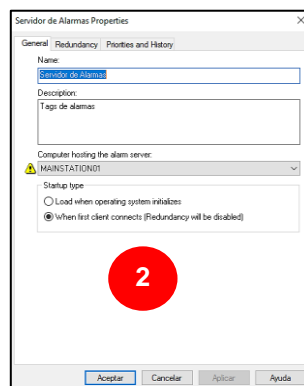 Servidor de Alarmas Properties
General Redundancy Priorities and History
Name:
Servidor de Alarmas
Description:
Tags de alarmas
Computer hosting the alarm server:
MAINSTATION01
Startup type
Load when operating system initializes
When first client connects (Redundancy will be disabled)
2
Aceptar Cancelar Aplicar Ayuda